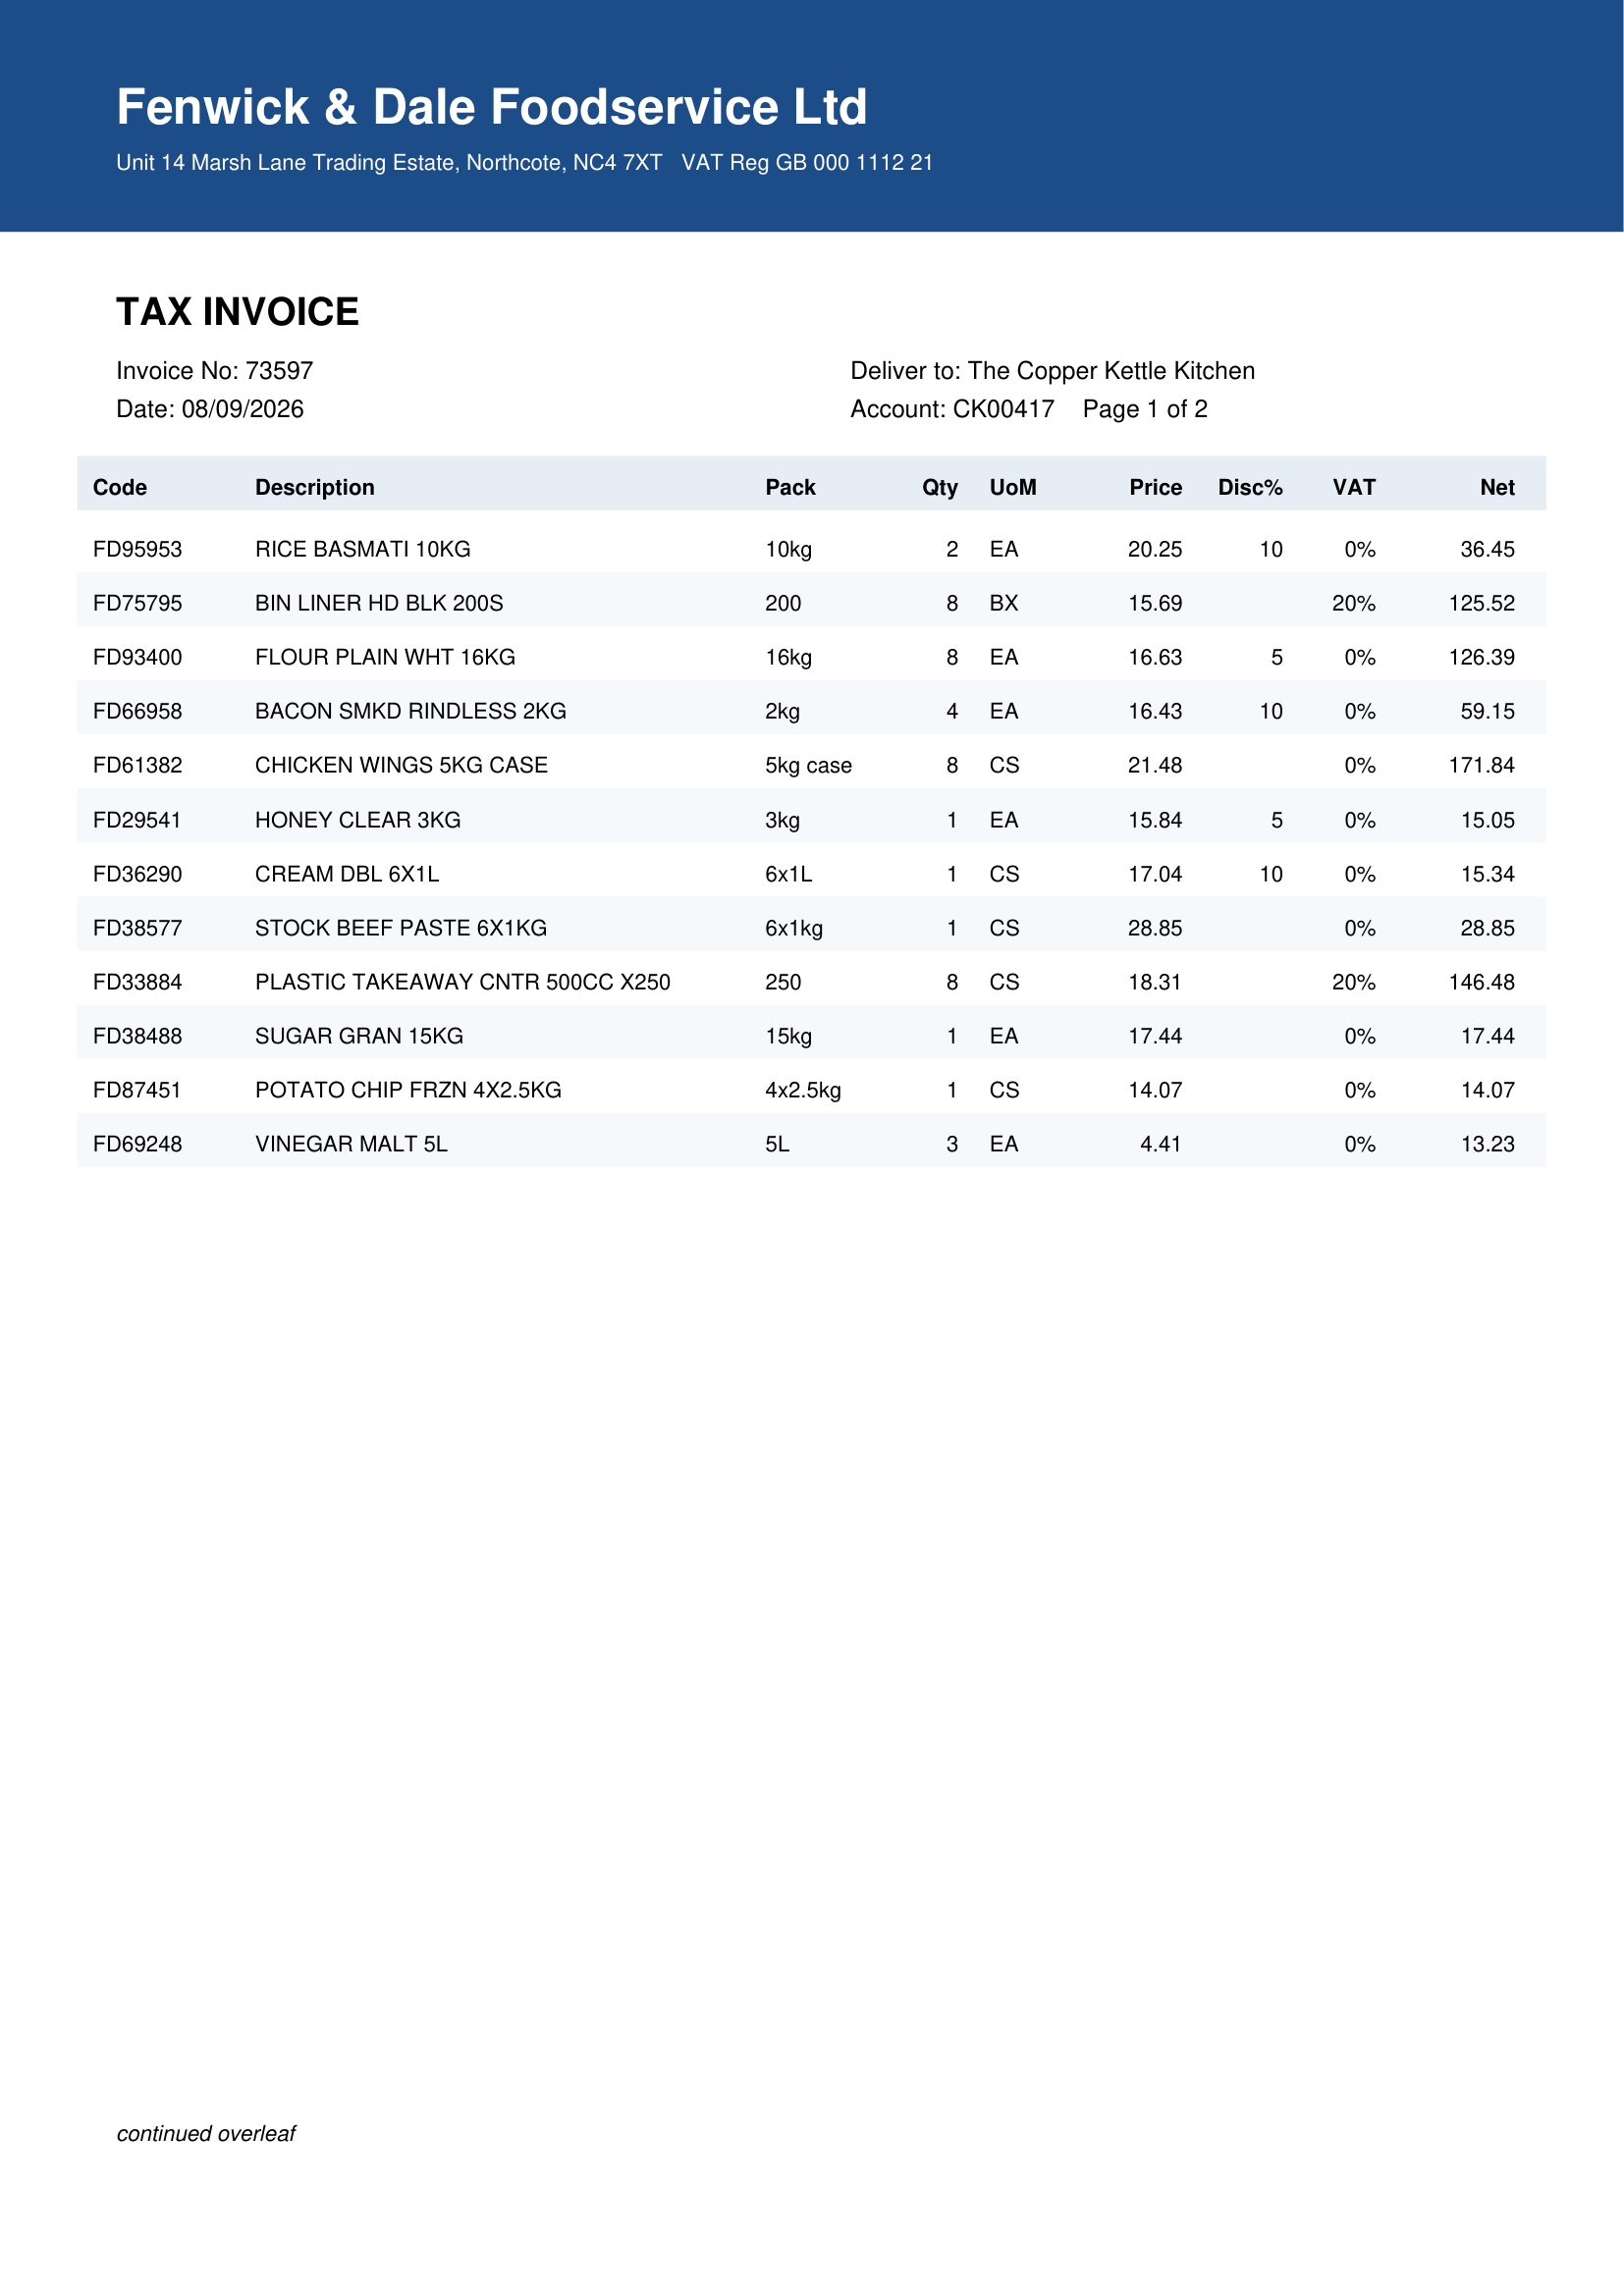 Fenwick & Dale Foodservice Ltd
Unit 14 Marsh Lane Trading Estate, Northcote, NC4 7XT VAT Reg GB 000 1112 21
TAX INVOICE
Invoice No: 73597 Deliver to: The Copper Kettle Kitchen
Date: 08/09/2026 Account: CK00417 Page 1 of 2
Code Description Pack Qty UoM Price Disc% VAT Net
FD95953 RICE BASMATI 10KG 10kg 2 EA 20.25 10 0% 36.45
FD75795 BIN LINER HD BLK 200S 200 8 BX 15.69 20% 125.52
FD93400 FLOUR PLAIN WHT 16KG 16kg 8 EA 16.63 5 0% 126.39
FD66958 BACON SMKD RINDLESS 2KG 2kg 4 EA 16.43 10 0% 59.15
FD61382 CHICKEN WINGS 5KG CASE 5kg case 8 CS 21.48 0% 171.84
FD29541 HONEY CLEAR 3KG 3kg 1 EA 15.84 5 0% 15.05
FD36290 CREAM DBL 6X1L 6x1L 1 CS 17.04 10 0% 15.34
FD38577 STOCK BEEF PASTE 6X1KG 6x1kg 1 CS 28.85 0% 28.85
FD33884 PLASTIC TAKEAWAY CNTR 500CC X250 250 8 CS 18.31 20% 146.48
FD38488 SUGAR GRAN 15KG 15kg 1 EA 17.44 0% 17.44
FD87451 POTATO CHIP FRZN 4X2.5KG 4x2.5kg 1 CS 14.07 0% 14.07
FD69248 VINEGAR MALT 5L 5L 3 EA 4.41 0% 13.23
continued overleaf